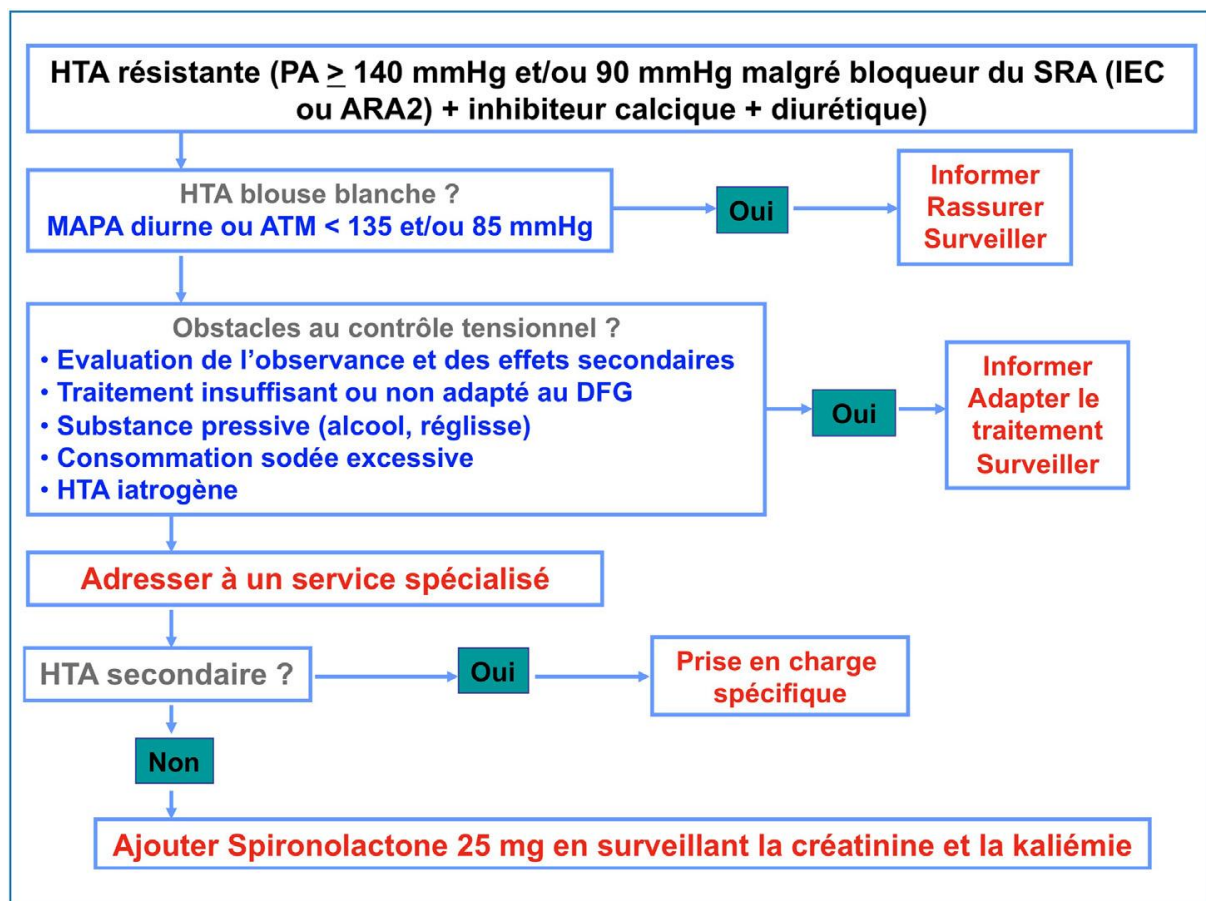 HTA résistante (PA ≥ 140 mmHg et/ou 90 mmHg malgré bloqueur du SRA (IEC
ou ARA2) + inhibiteur calcique + diurétique)
HTA blouse blanche ?
MAPA diurne ou ATM < 135 et/ou 85 mmHg
Oui
Informer
Rassurer
Surveiller
Obstacles au contrôle tensionnel ?
• Evaluation de l'observance et des effets secondaires
• Traitement insuffisant ou non adapté au DFG
• Substance pressive (alcool, réglisse)
• Consommation sodée excessive
• HTA iatrogène
Oui
Informer
Adapter le
traitement
Surveiller
Adresser à un service spécialisé
HTA secondaire ?
Oui
Prise en charge
spécifique
Non
Ajouter Spironolactone 25 mg en surveillant la créatinine et la kaliémie